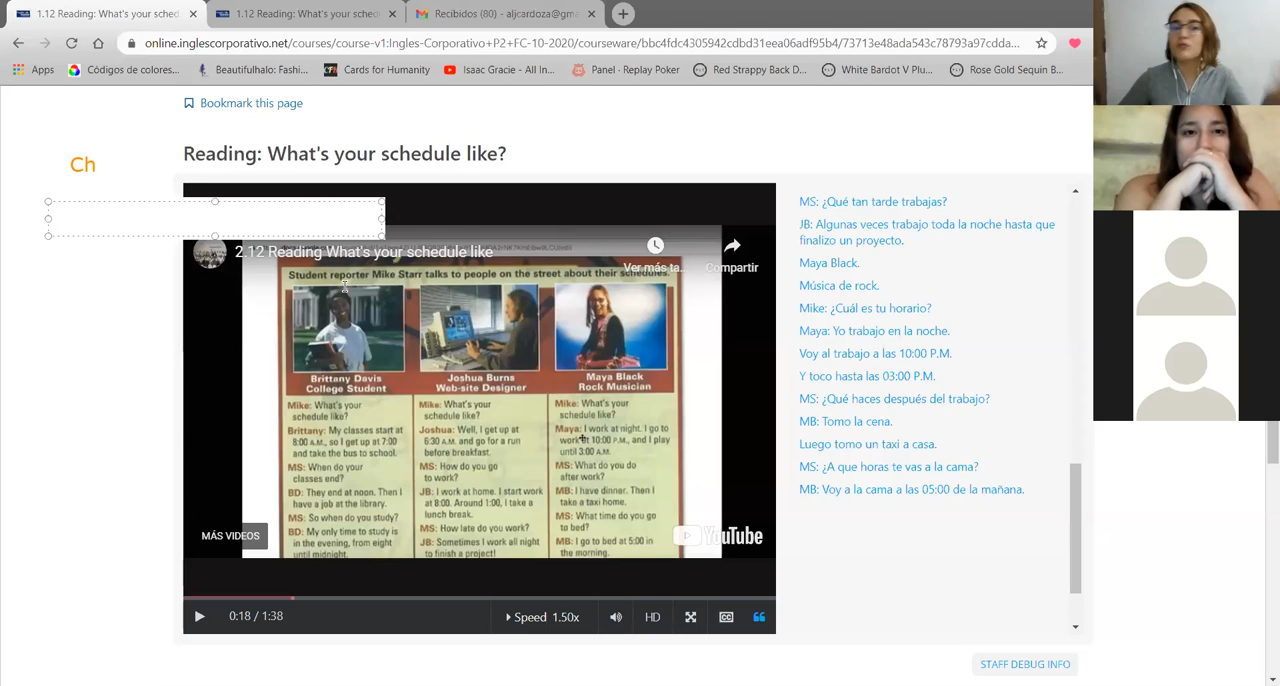 1.12 Reading: What's your sched
1.12 Reading: What's your sched
Recibidos (80) - aljcardoza@gma
online.inglescorporativo.net/courses/course-v1:Ingles-Corporativo+P2+FC-10-2020/courseware/bbc4fdc4305942cdbd31eea06adf95b4/73713e48ada543c78793a97cdda...
Apps
Códigos de colores...
Beautifulhalo: Fashi...
Cards for Humanity
Isaac Gracie - All In...
Panel · Replay Poker
Red Strappy Back D...
White Bardot V Plu...
Rose Gold Sequin B...
Bookmark this page
Ch
Reading: What's your schedule like?
2.12 Reading What's your schedule like
Ver más ta...
Compartir
Student reporter Mike Starr talks to people on the street about their schedules.
Brittany Davis
College Student
Mike: What's your
schedule like?
Brittany: My classes start at
8:00 A.M., so I get up at 7:00
and take the bus to school.
MS: When do your
classes end?
BD: They end at noon. Then I
have a job at the library.
MS: So when do you study?
BD: My only time to study is
in the evening, from eight
until midnight.
Joshua Burns
Web-site Designer
Mike: What's your
schedule like?
Joshua: Well, I get up at
6:30 A.M. and go for a run
before breakfast.
MS: How do you go
to work?
JB: I work at home. I start work
at 8:00. Around 1:00, I take a
lunch break.
MS: How late do you work?
JB: Sometimes I work all night
to finish a project!
Maya Black
Rock Musician
Mike: What's your
schedule like?
Maya: I work at night. I go to
work at 10:00 P.M., and I play
until 3:00 A.M.
MS: What do you do
after work?
MB: I have dinner. Then I
take a taxi home.
MS: What time do you go
to bed?
MB: I go to bed at 5:00 in
the morning.
MÁS VIDEOS
YouTube
0:18 / 1:38
Speed 1.50x
HD
MS: ¿Qué tan tarde trabajas?
JB: Algunas veces trabajo toda la noche hasta que
finalizo un proyecto.
Maya Black.
Música de rock.
Mike: ¿Cuál es tu horario?
Maya: Yo trabajo en la noche.
Voy al trabajo a las 10:00 P.M.
Y toco hasta las 03:00 P.M.
MS: ¿Qué haces después del trabajo?
MB: Tomo la cena.
Luego tomo un taxi a casa.
MS: ¿A que horas te vas a la cama?
MB: Voy a la cama a las 05:00 de la mañana.
STAFF DEBUG INFO